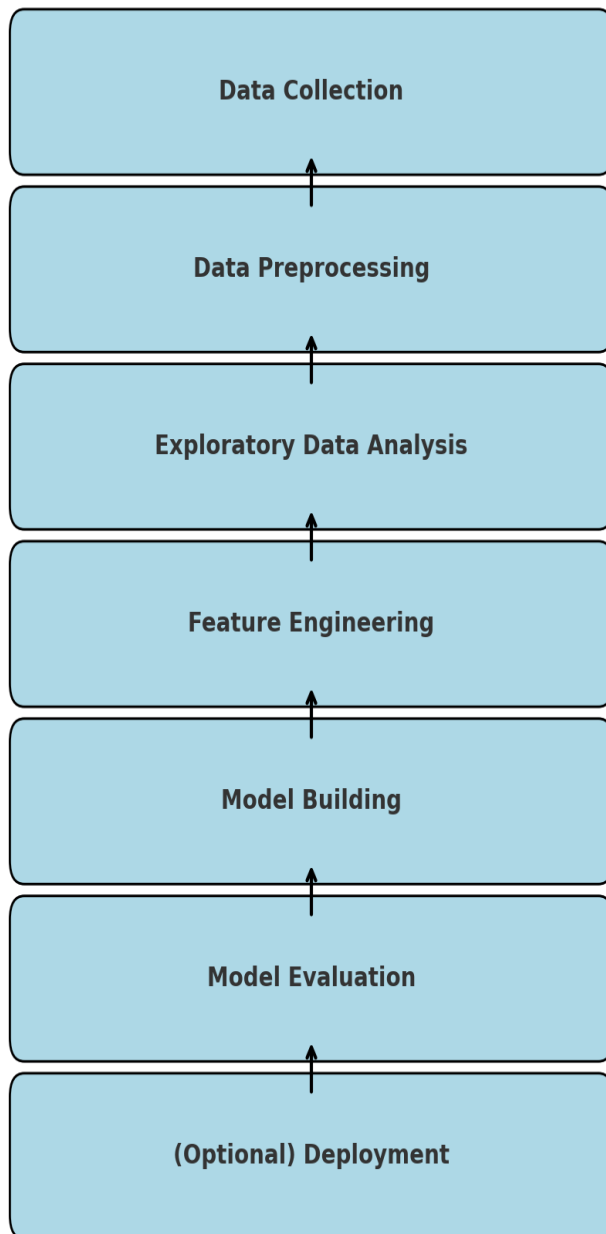 Data Collection
Data Preprocessing
Exploratory Data Analysis
Feature Engineering
Model Building
Model Evaluation
(Optional) Deployment